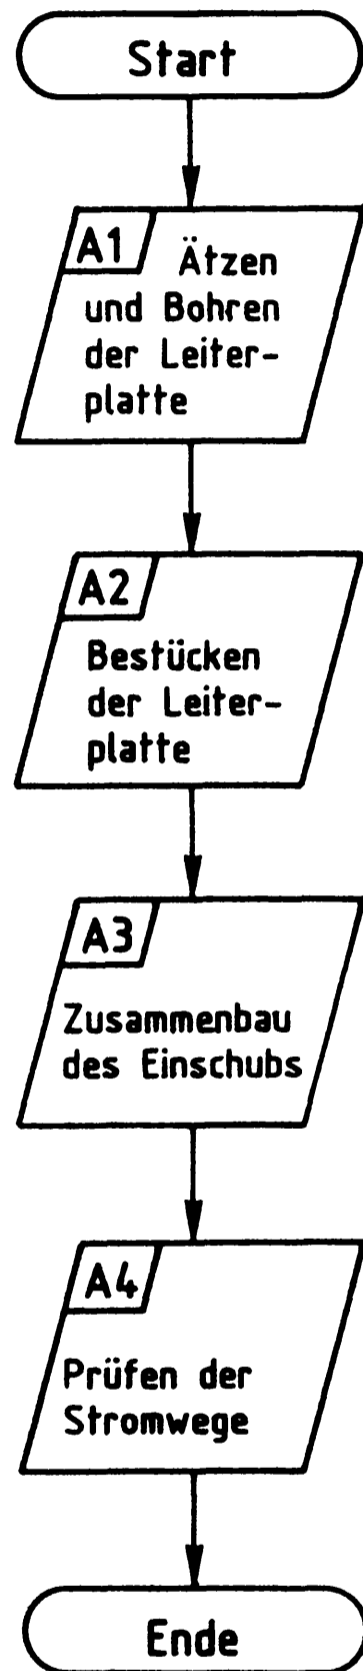 Start
A1
Ätzen
und Bohren
der Leiter-
platte
A2
Bestücken
der Leiter-
platte
A3
Zusammenbau
des Einschubs
A4
Prüfen der
Stromwege
Ende